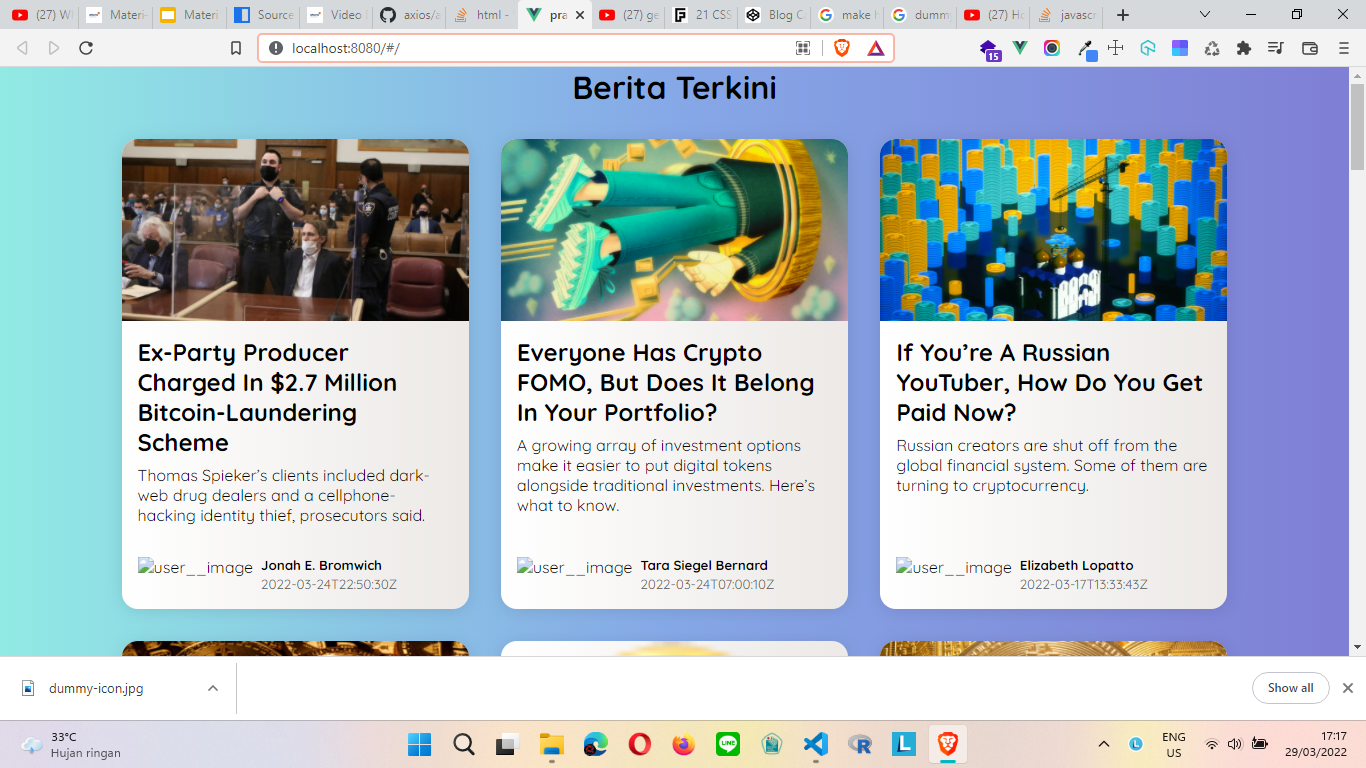 (27) W
Materi-
Materi
Source
Video
axios/a
html -
pra
(27) ge
21 CSS
Blog C
make h
dumm
(27) Ho
javascr
localhost:8080/#/
15
Berita Terkini
Ex-Party Producer
Charged In $2.7 Million
Bitcoin-Laundering
Scheme
Thomas Spieker’s clients included dark-
web drug dealers and a cellphone-
hacking identity thief, prosecutors said.
user__image
Jonah E. Bromwich
2022-03-24T22:50:30Z
Everyone Has Crypto
FOMO, But Does It Belong
In Your Portfolio?
A growing array of investment options
make it easier to put digital tokens
alongside traditional investments. Here’s
what to know.
user__image
Tara Siegel Bernard
2022-03-24T07:00:10Z
If You’re A Russian
YouTuber, How Do You Get
Paid Now?
Russian creators are shut off from the
global financial system. Some of them are
turning to cryptocurrency.
user__image
Elizabeth Lopatto
2022-03-17T13:33:43Z
dummy-icon.jpg
Show all
33°C
Hujan ringan
LINE
R
L
L
ENG
US
17:17
29/03/2022